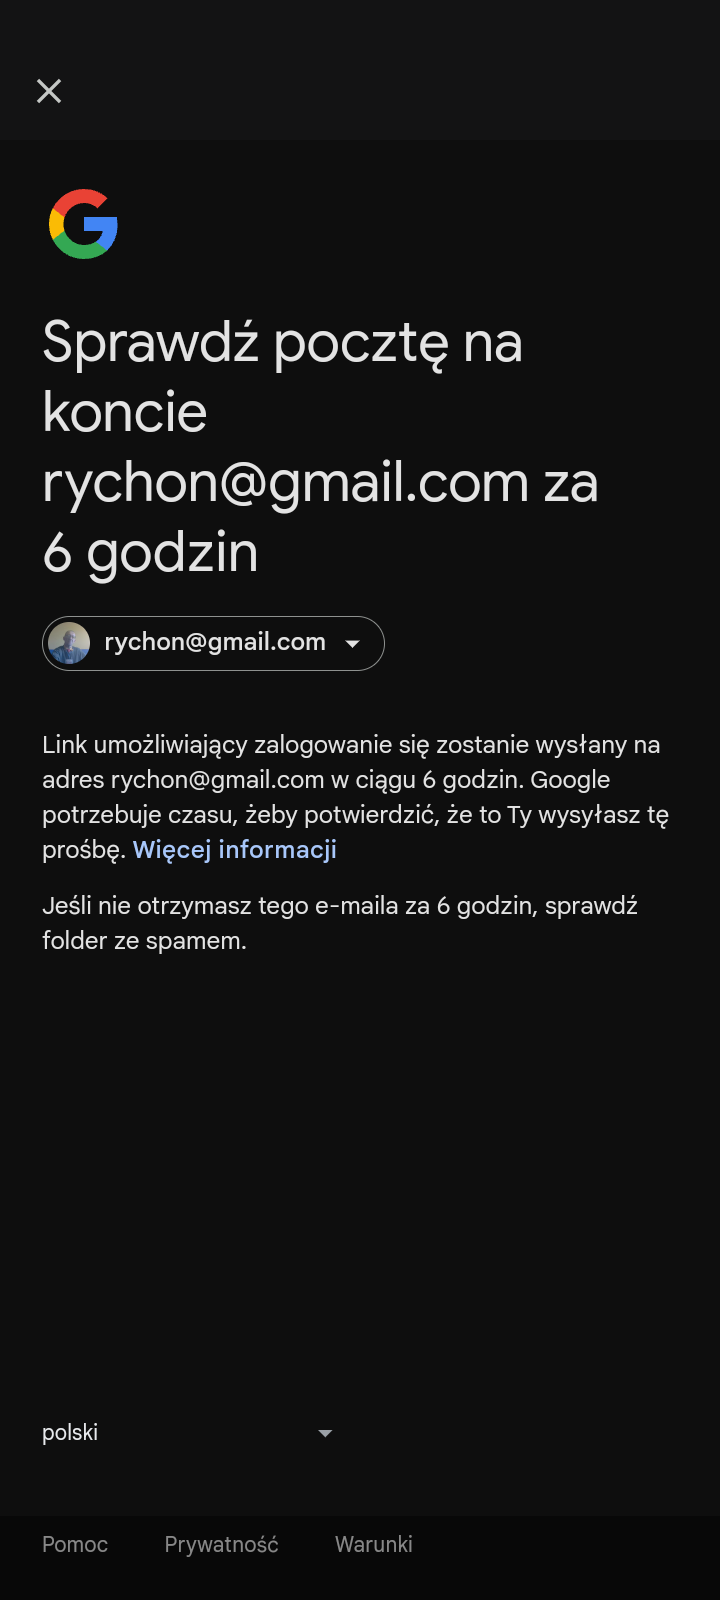 Sprawdź pocztę na
koncie
rychon@gmail.com za
6 godzin
rychon@gmail.com
Link umożliwiający zalogowanie się zostanie wysłany na
adres rychon@gmail.com w ciągu 6 godzin. Google
potrzebuje czasu, żeby potwierdzić, że to Ty wysyłasz tę
prośbę. Więcej informacji
Jeśli nie otrzymasz tego e-maila za 6 godzin, sprawdź
folder ze spamem.
polski
Pomoc Prywatność Warunki